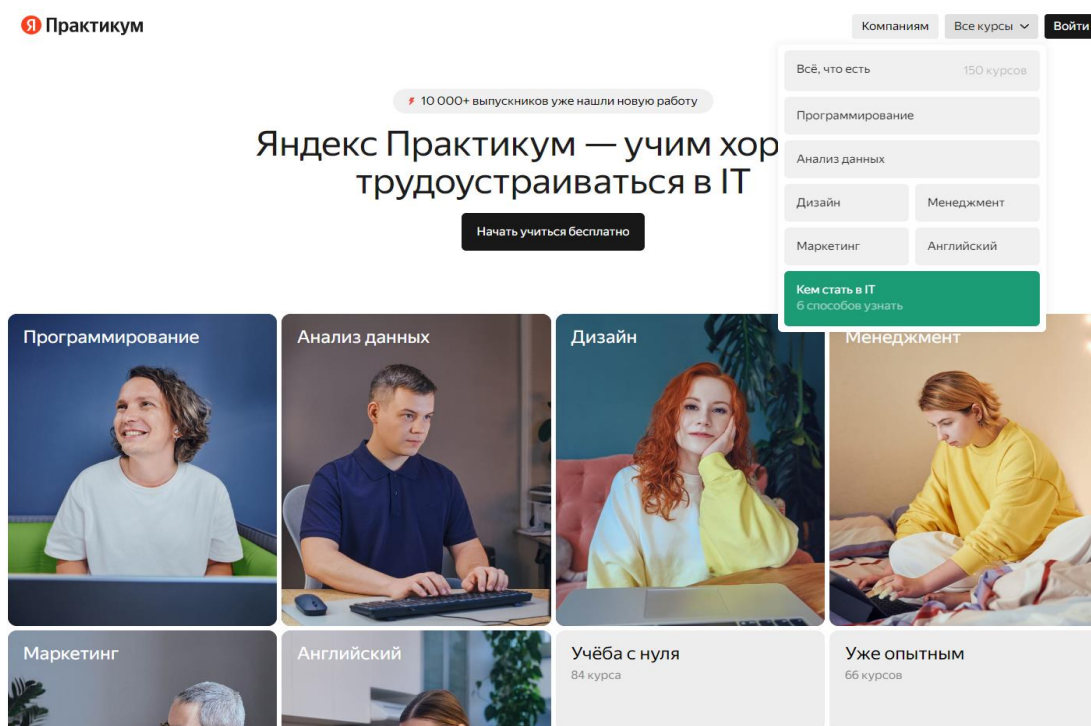 Я Практикум
Компаниям
Все курсы
Войти
Всё, что есть
150 курсов
Программирование
Анализ данных
Дизайн
Менеджмент
Маркетинг
Английский
Кем стать в IT
6 способов узнать
10 000+ выпускников уже нашли новую работу
Яндекс Практикум — учим хор
трудоустраиваться в IT
Начать учиться бесплатно
Программирование
Анализ данных
Дизайн
Менеджмент
Маркетинг
Английский
Учёба с нуля
84 курса
Уже опытным
66 курсов